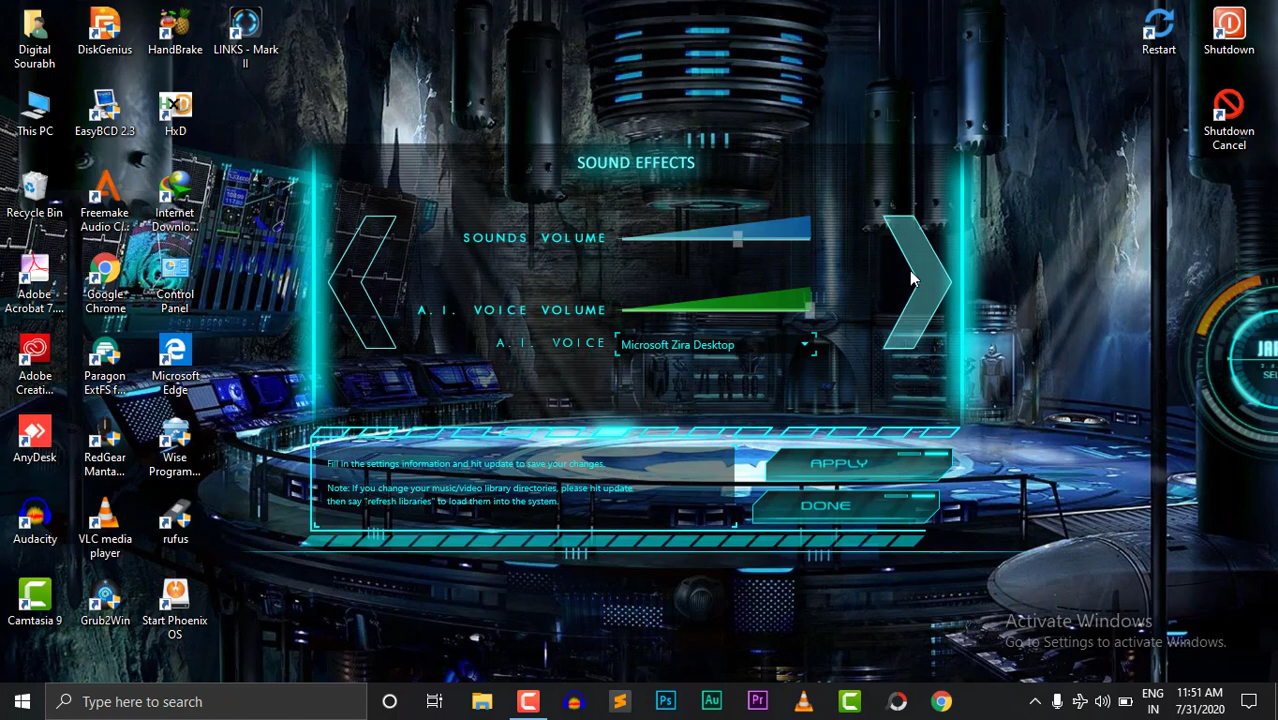 Digital
Sourabh
DiskGenius
HandBrake
LINKS - Mark
II
Restart
Shutdown
This PC
EasyBCD 2.3
HxD
Shutdown
Cancel
Recycle Bin
Freemake
Audio C(...
Internet
Downlo...
Adobe
Acrobat 7....
Google
Chrome
Control
Panel
Adobe
Creati...
Paragon
ExtFS f...
Microsoft
Edge
AnyDesk
RedGear
Manta...
Wise
Program...
Audacity
VLC media
player
rufus
Camtasia 9
Grub2Win
Start Phoenix
OS
SOUND EFFECTS
SOUNDS VOLUME
A.I. VOICE VOLUME
A.I. VOICE
Microsoft Zira Desktop
Fill in the settings information and hit update to save your changes.
Note: If you change your music/video library directories, please hit update
then say "refresh libraries" to load them into the system.
APPLY
DONE
Activate Windows
Go to Settings to activate Windows.
Type here to search
Ps
Au
Pr
ENG
IN
11:51 AM
7/31/2020